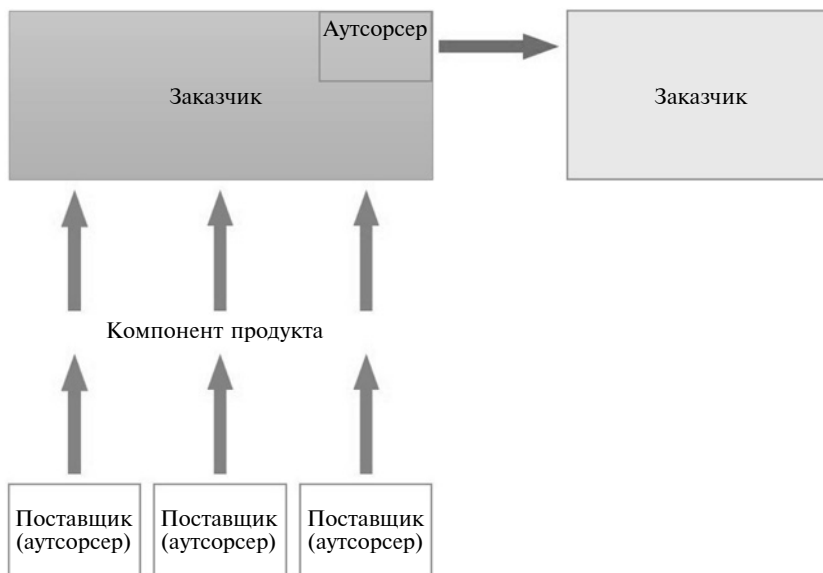 Аутсорсер
Заказчик
Заказчик
Компонент продукта
Поставщик
(аутсорсер)
Поставщик
(аутсорсер)
Поставщик
(аутсорсер)